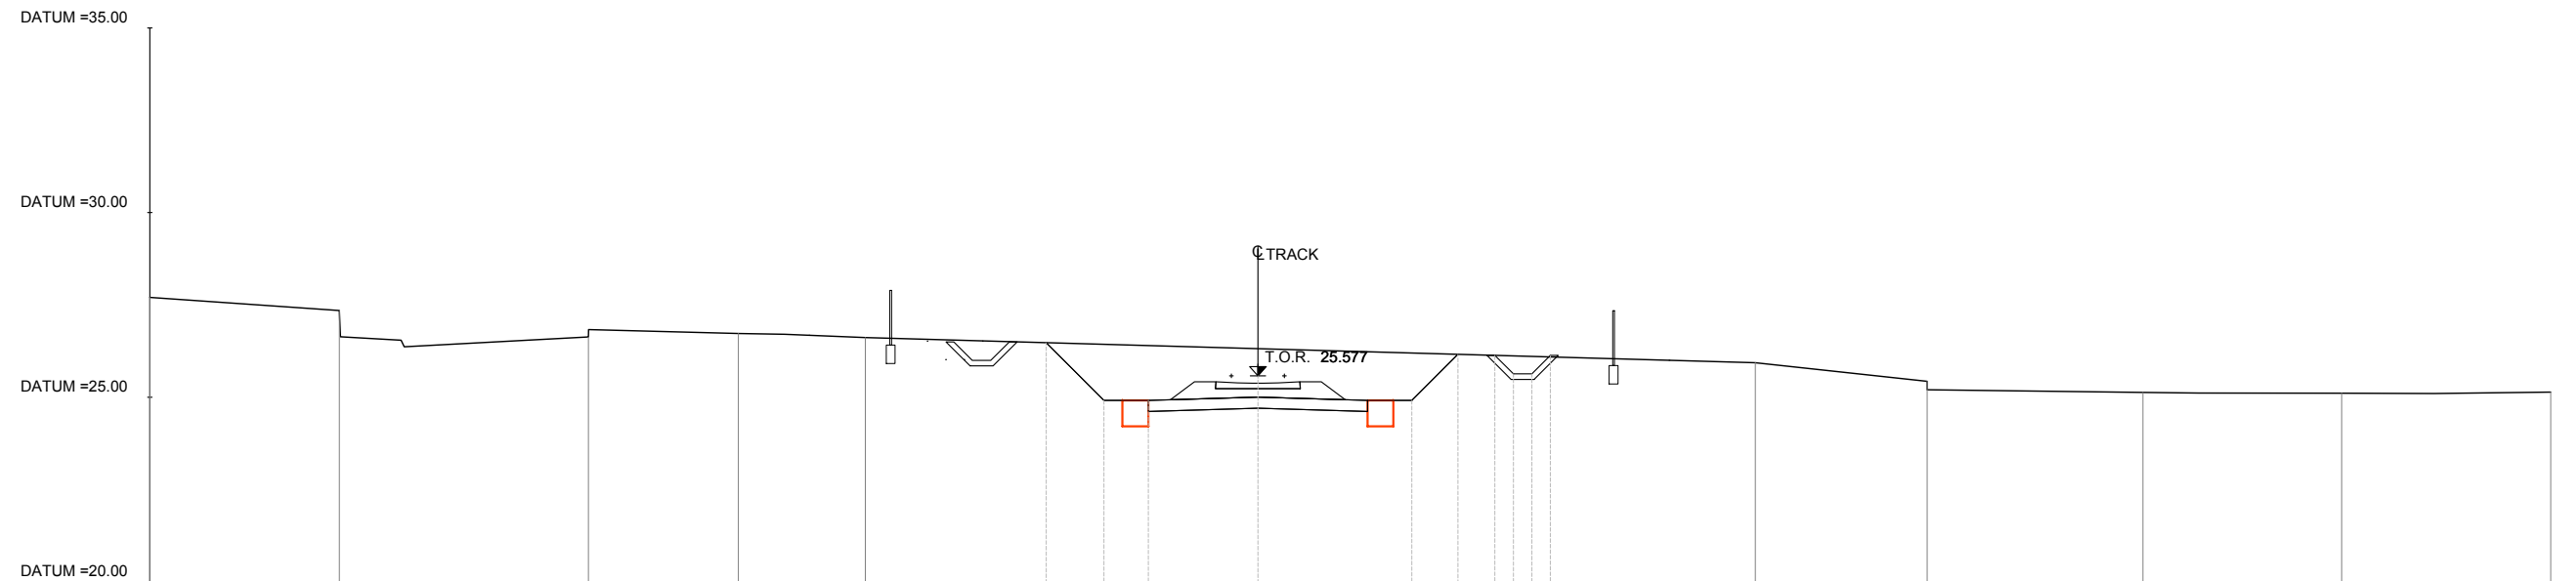 DATUM =35.00
DATUM =30.00
℄ TRACK
T.O.R. 25.577
DATUM =25.00
DATUM =20.00